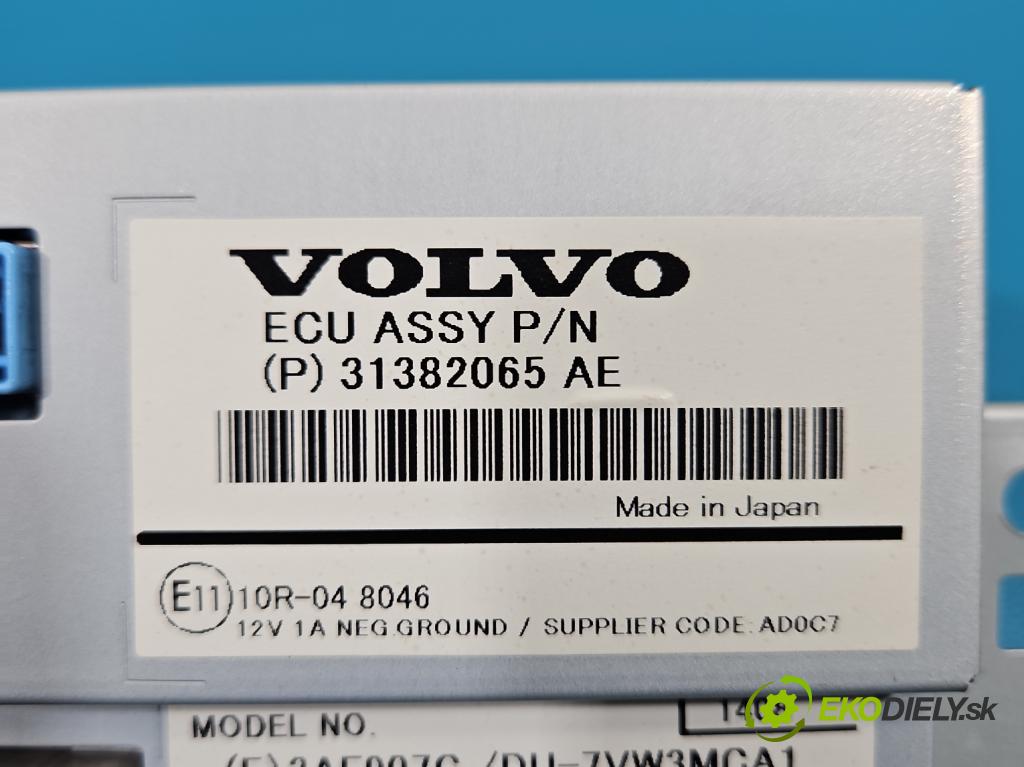 VOLVO
ECU ASSY P/N
(P) 31382065 AE
Made in Japan
E11 10R-04 8046
12V 1A NEG.GROUND / SUPPLIER CODE: AD0C7
MODEL NO.
EKODIELY.sk